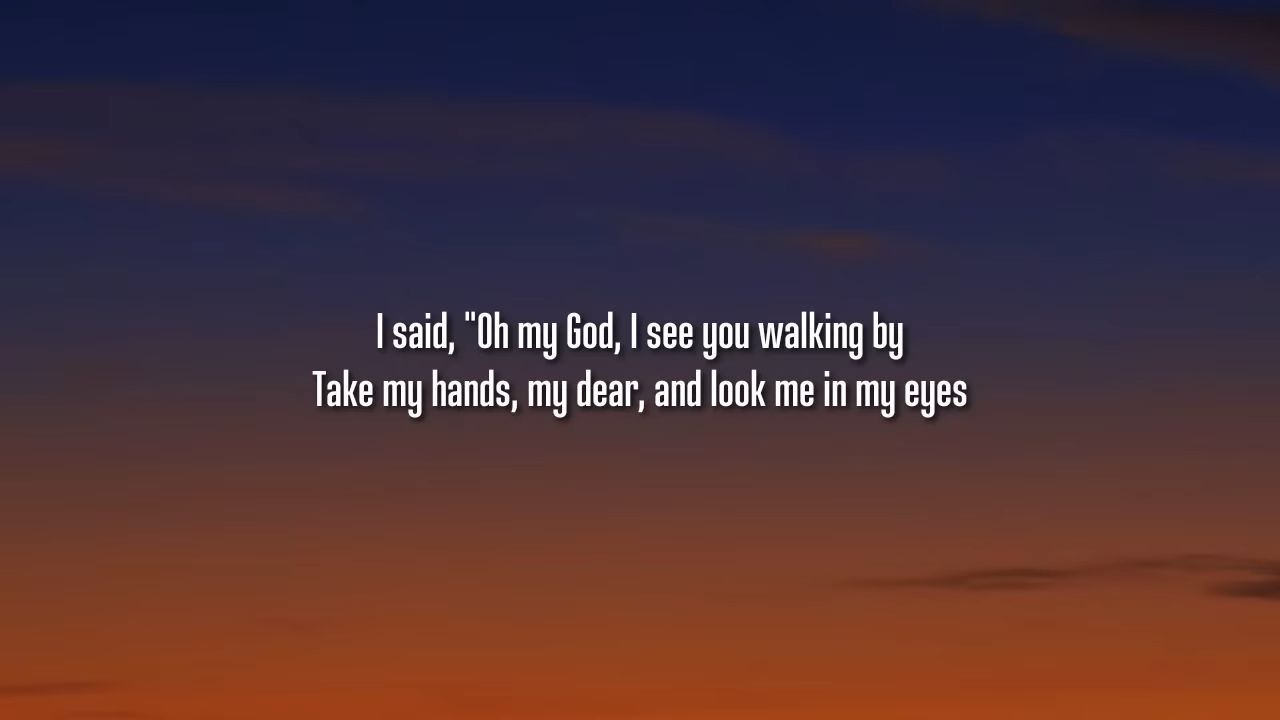 I said, "Oh my God, I see you walking by
Take my hands, my dear, and look me in my eyes